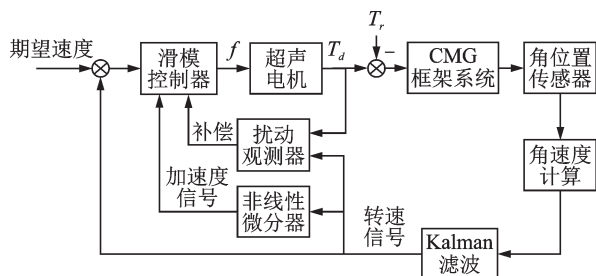 期望速度
滑模
控制器
f
超声
电机
T_d
T_r
−
CMG
框架系统
角位置
传感器
补偿
扰动
观测器
加速度
信号
非线性
微分器
转速
信号
角速度
计算
Kalman
滤波